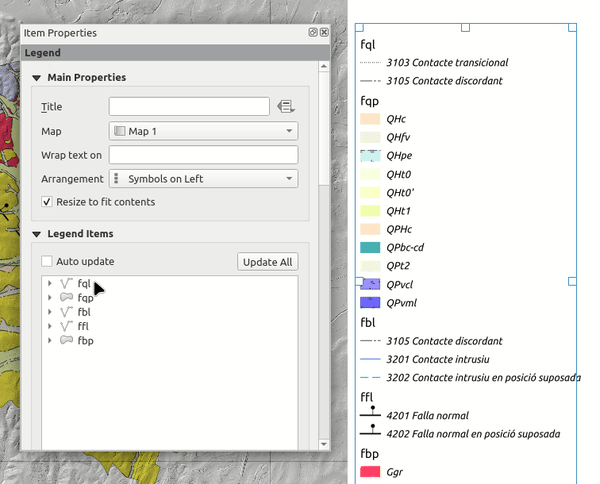 Item Properties
Legend
Main Properties
Title
Map
Map 1
Wrap text on
Arrangement
Symbols on Left
Resize to fit contents
Legend Items
Auto update
Update All
fql
fqp
fbl
ffl
fbp
fql
3103 Contacte transicional
3105 Contacte discordant
fqp
QHc
QHfv
QHpe
QHt0
QHt0'
QHt1
QPHc
QPbc-cd
QPt2
QPvcl
QPvml
fbl
3105 Contacte discordant
3201 Contacte intrusiu
3202 Contacte intrusiu en posició suposada
ffl
4201 Falla normal
4202 Falla normal en posició suposada
fbp
Ggr